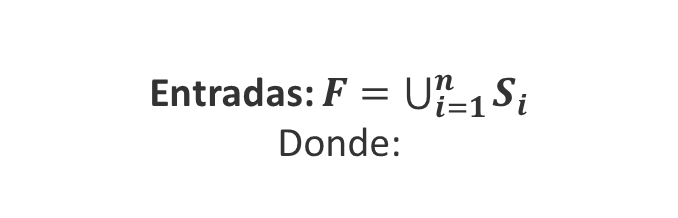 Entradas: F = ⋃ⁿᵢ₌₁ Sᵢ
Donde: